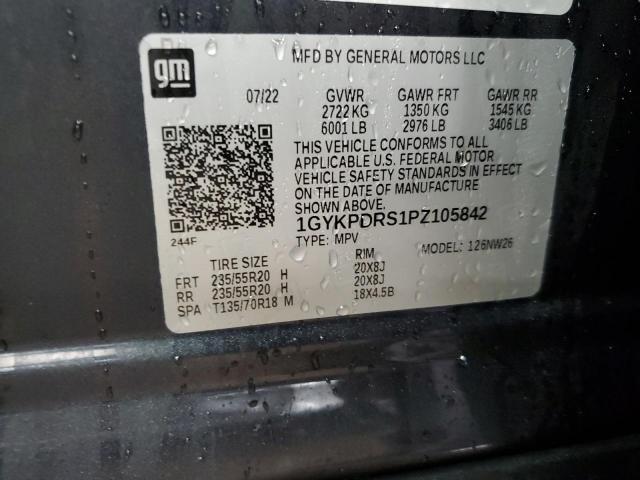 gm
MFD BY GENERAL MOTORS LLC
07/22 GVWR GAWR FRT GAWR RR
2722 KG 1350 KG 1545 KG
6001 LB 2976 LB 3406 LB
THIS VEHICLE CONFORMS TO ALL
APPLICABLE U.S. FEDERAL MOTOR
VEHICLE SAFETY STANDARDS IN EFFECT
ON THE DATE OF MANUFACTURE
SHOWN ABOVE.
1GYKPDRS1PZ105842
TYPE: MPV MODEL: 126NW26
244F
TIRE SIZE RIM
FRT 235/55R20 H 20X8J
RR 235/55R20 H 20X8J
SPA T135/70R18 M 18X4.5B